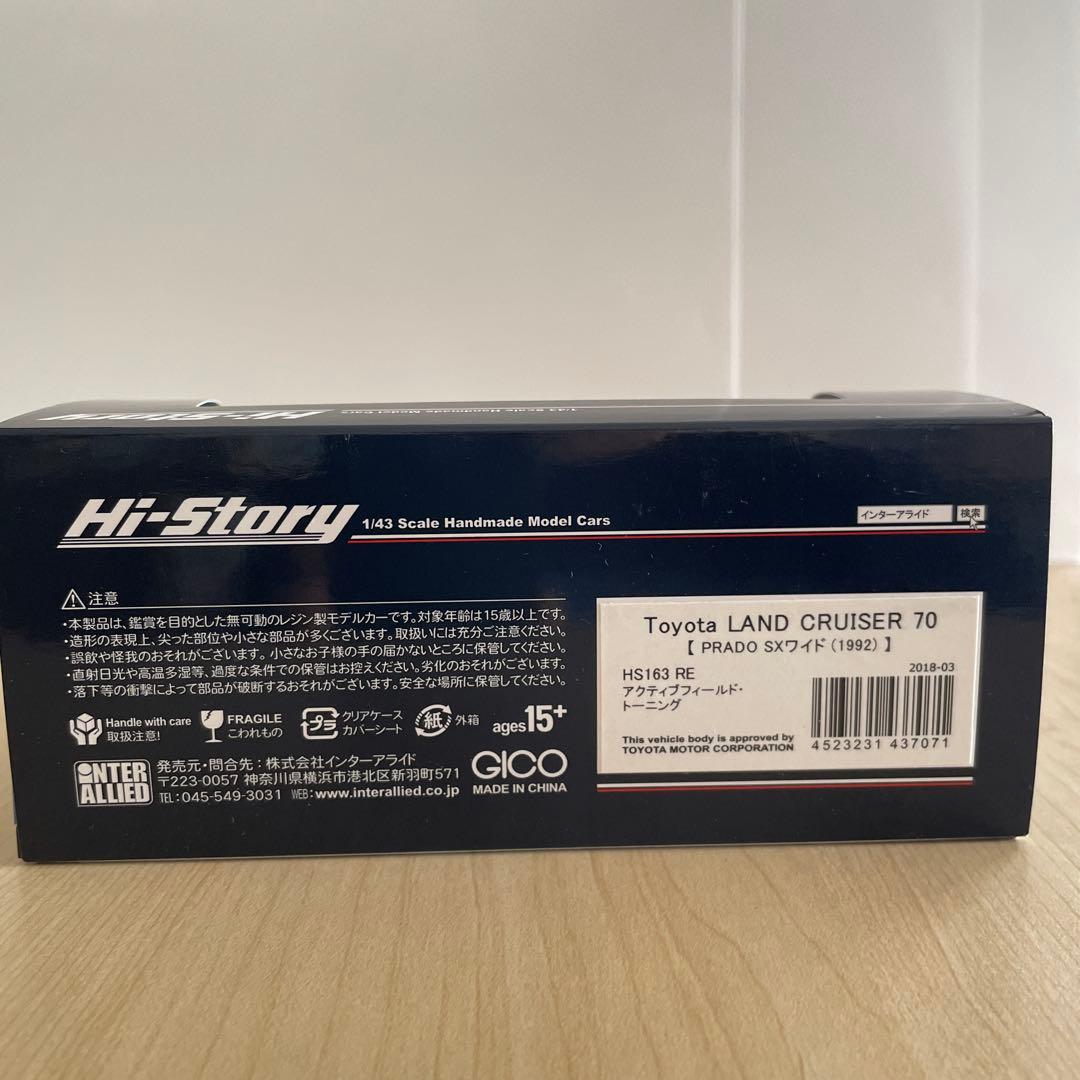 Hi-Story
1/43 Scale Handmade Model Cars
Hi-Story 1/43 Scale Handmade Model Cars
インターアライド 検索
注意
・本製品は、鑑賞を目的とした無可動のレジン製モデルカーです。対象年齢は15歳以上です。
・造形の表現上、尖った部位や小さな部品が多くございます。取扱いには充分ご注意ください。
・誤飲や怪我のおそれがございます。小さなお子様の手の届かないところに保管してください。
・直射日光や高温多湿等、過度な条件での保管はお控えください。劣化のおそれがございます。
・落下等の衝撃によって部品が破断するおそれがございます。安全な場所に保管してください。
Handle with care
取扱注意!
FRAGILE
こわれもの
プラ
クリアケース
カバーシート
紙 外箱
ages15+
INTER
ALLIED
発売元・問合先:株式会社インターアライド
〒223-0057 神奈川県横浜市港北区新羽町571
TEL:045-549-3031 WEB:www.interallied.co.jp
GICO
MADE IN CHINA
Toyota LAND CRUISER 70
【 PRADO SXワイド(1992) 】
HS163 RE
2018-03
アクティブフィールド・
トーニング
This vehicle body is approved by
TOYOTA MOTOR CORPORATION
4523231 437071